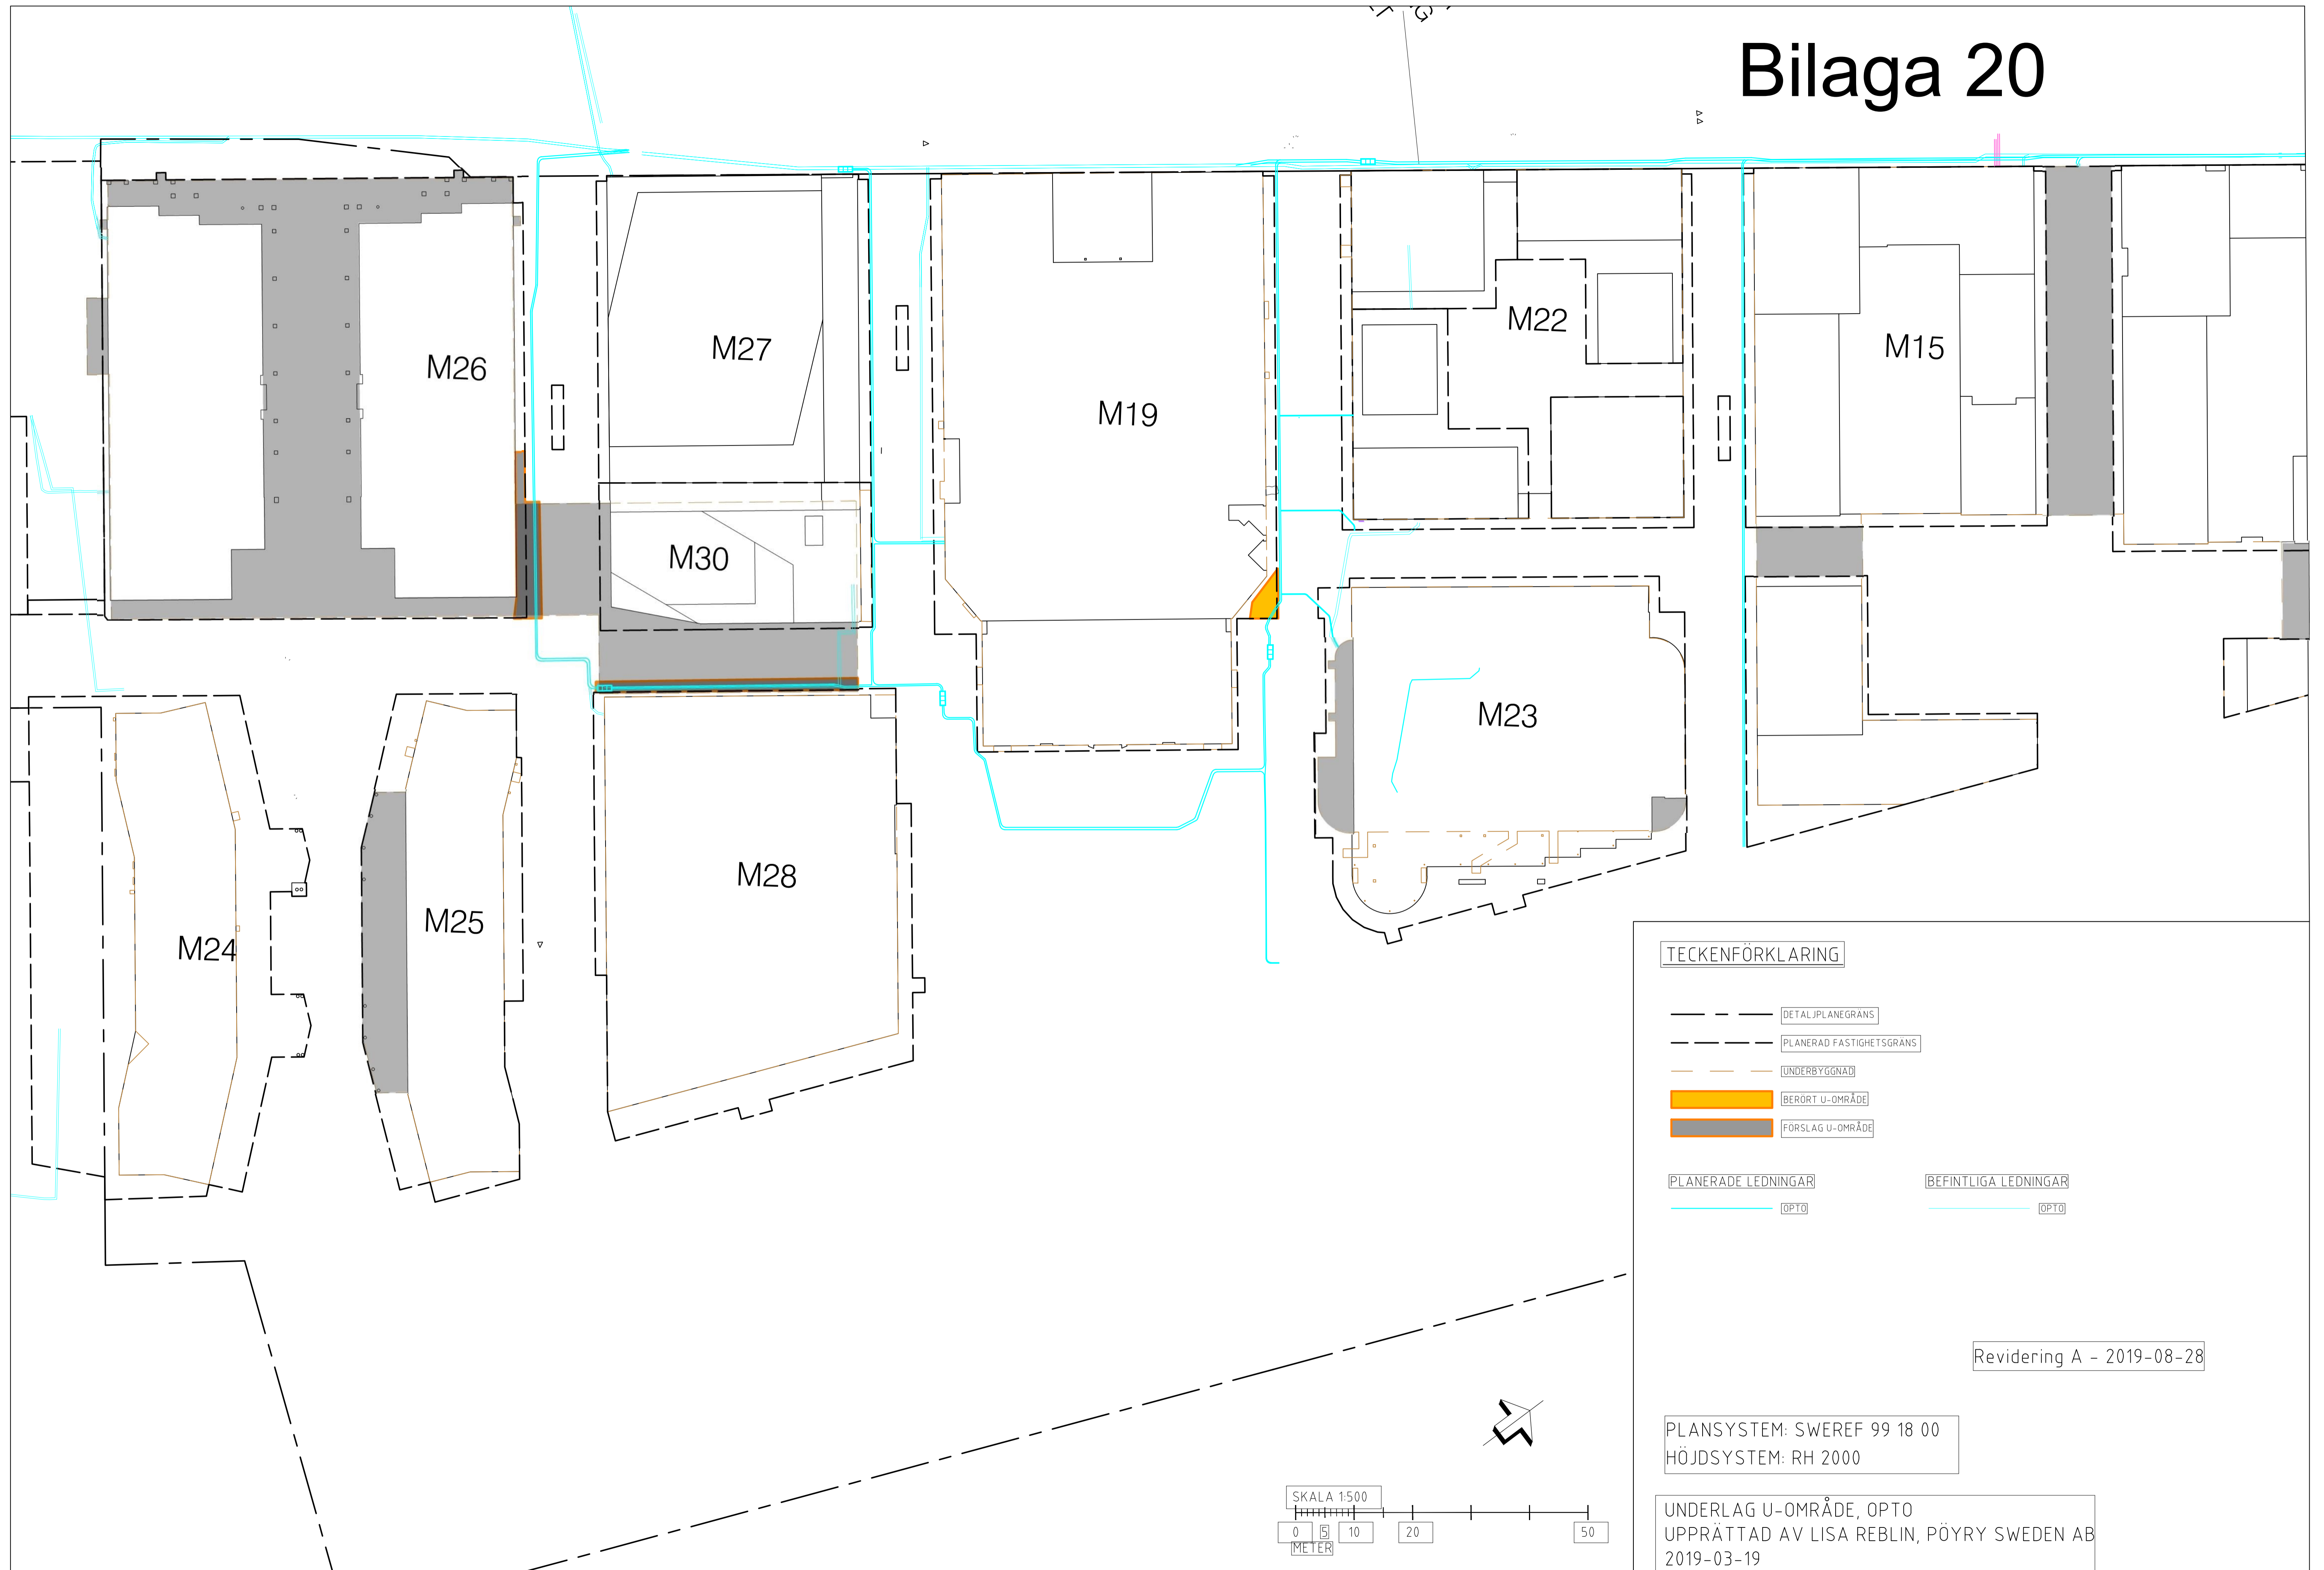 Bilaga 20
M27
M22
M15
M26
M19
M30
M23
M28
M25
M24
TECKENFÖRKLARING
DETALJPLANEGRÄNS
PLANERAD FASTIGHETSGRÄNS
UNDERBYGGNAD
BERÖRT U-OMRÅDE
FÖRSLAG U-OMRÅDE
PLANERADE LEDNINGAR
BEFINTLIGA LEDNINGAR
OPTO
OPTO
Revidering A - 2019-08-28
PLANSYSTEM: SWEREF 99 18 00
HÖJDSYSTEM: RH 2000
SKALA 1:500
0 5 10 20 50
METER
UNDERLAG U-OMRÅDE, OPTO
UPPRÄTTAD AV LISA REBLIN, PÖYRY SWEDEN AB
2019-03-19